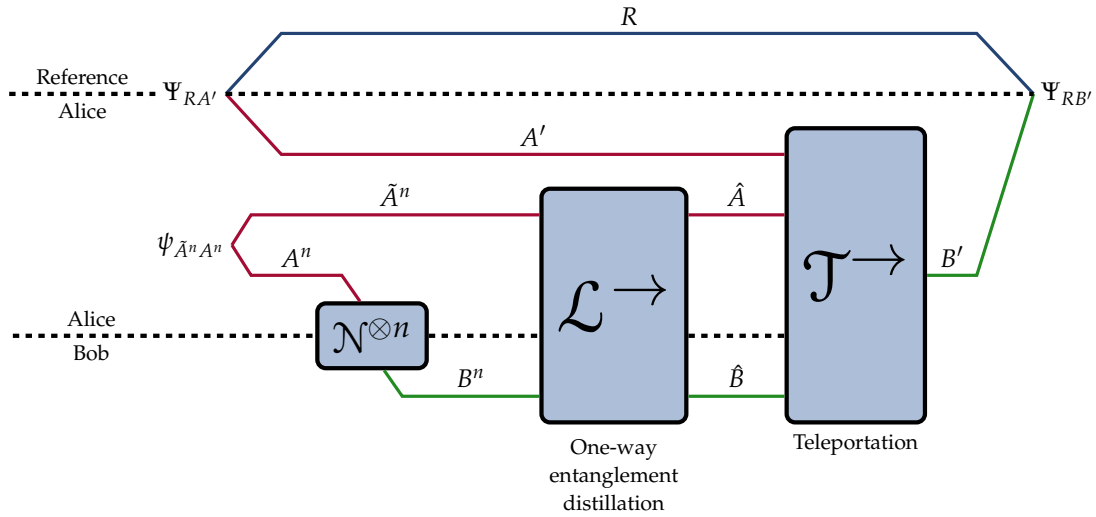 R
Reference
Alice
Ψ_{RA′}
Ψ_{RB′}
A′
Ã^n
Â
ψ_{Ã^n A^n}
A^n
B′
ℒ→
𝒯→
Alice
Bob
𝒩^{⊗n}
B^n
B̂
One-way
entanglement
distillation
Teleportation